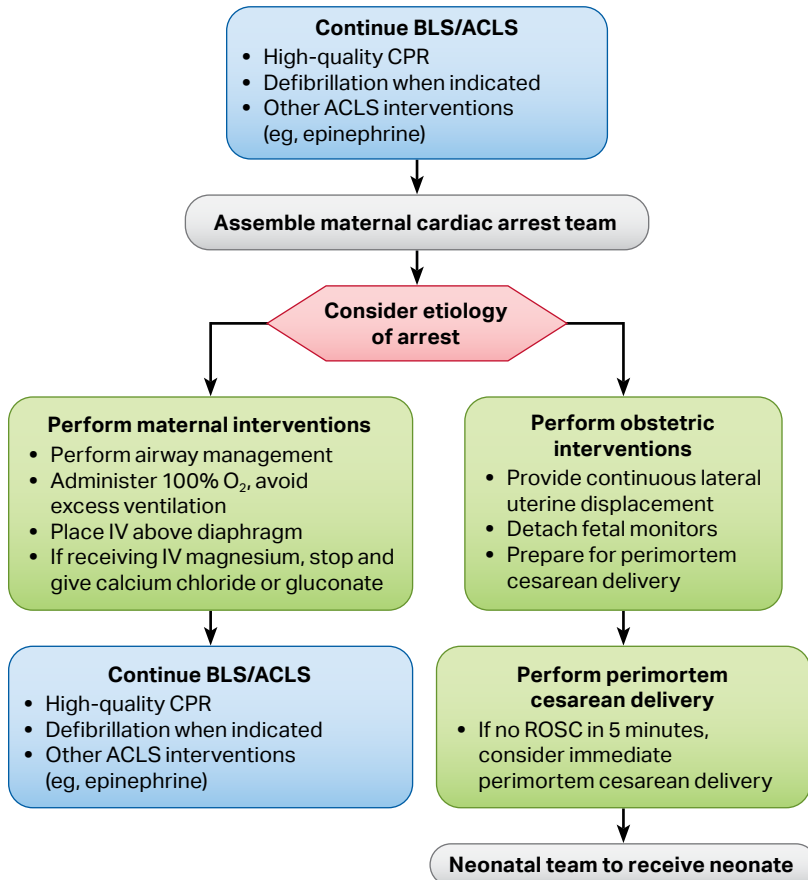 Continue BLS/ACLS
• High-quality CPR
• Defibrillation when indicated
• Other ACLS interventions
(eg, epinephrine)
Assemble maternal cardiac arrest team
Consider etiology
of arrest
Perform maternal interventions
• Perform airway management
• Administer 100% O₂, avoid
excess ventilation
• Place IV above diaphragm
• If receiving IV magnesium, stop and
give calcium chloride or gluconate
Perform obstetric
interventions
• Provide continuous lateral
uterine displacement
• Detach fetal monitors
• Prepare for perimortem
cesarean delivery
Continue BLS/ACLS
• High-quality CPR
• Defibrillation when indicated
• Other ACLS interventions
(eg, epinephrine)
Perform perimortem
cesarean delivery
• If no ROSC in 5 minutes,
consider immediate
perimortem cesarean delivery
Neonatal team to receive neonate